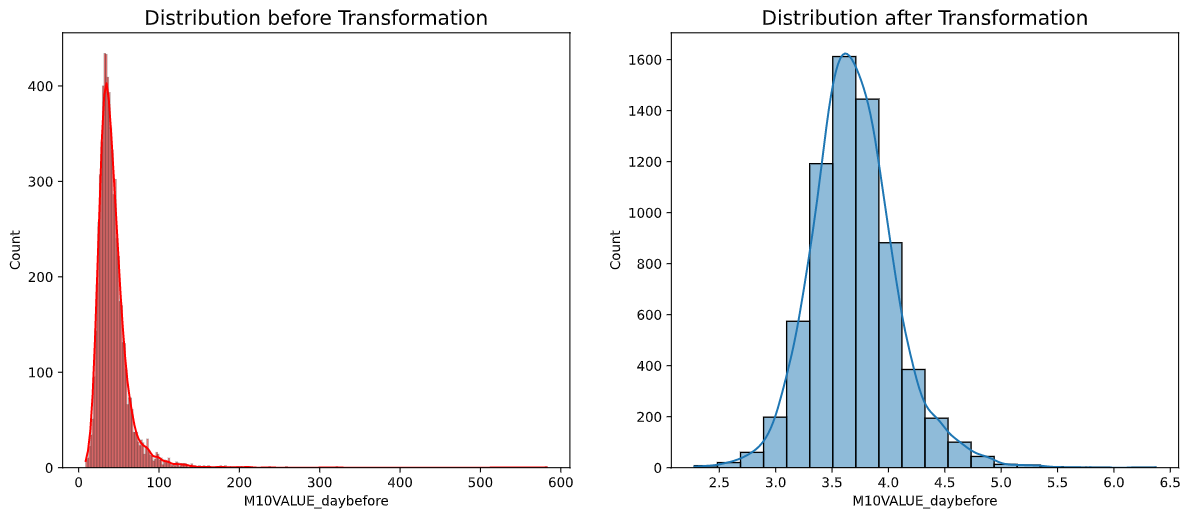 Distribution before Transformation
Count
400
300
200
100
0
0 100 200 300 400 500 600
M10VALUE_daybefore
Distribution after Transformation
Count
1600
1400
1200
1000
800
600
400
200
0
2.5 3.0 3.5 4.0 4.5 5.0 5.5 6.0 6.5
M10VALUE_daybefore